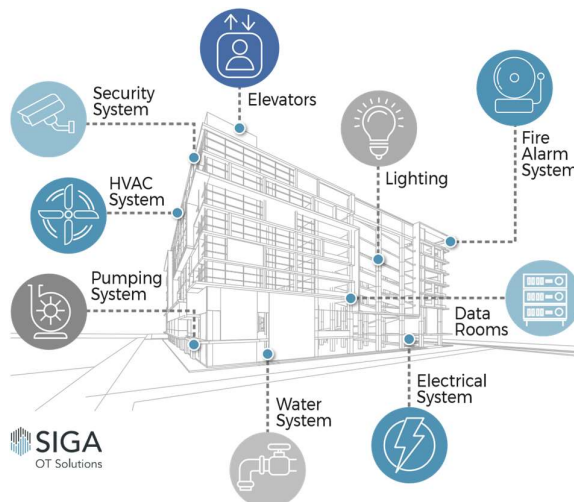 Security
System
Elevators
Fire
Alarm
System
Lighting
HVAC
System
Pumping
System
Data
Rooms
Water
System
Electrical
System
SIGA
OT Solutions